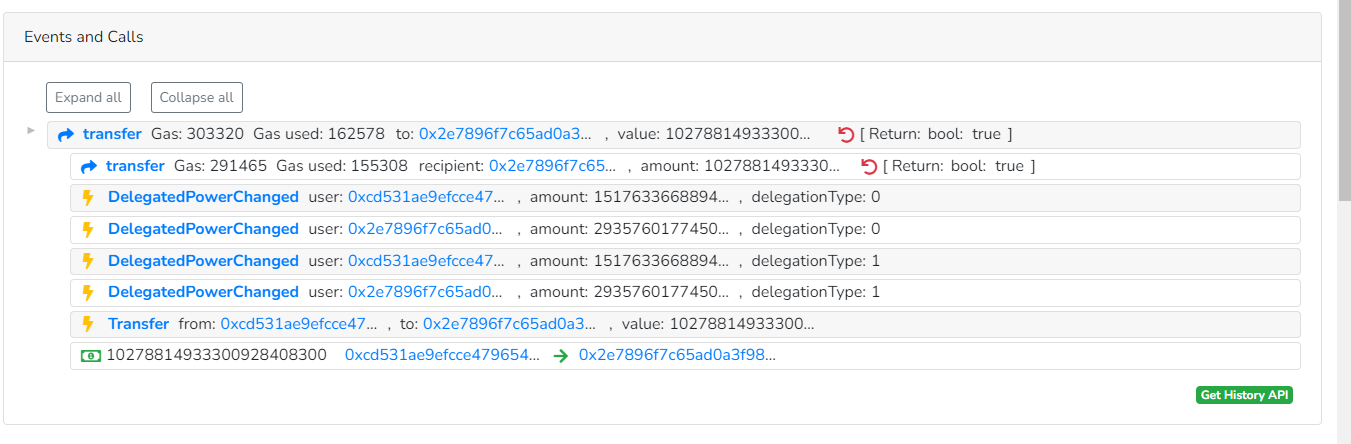 Events and Calls
Expand all Collapse all
transfer Gas: 303320 Gas used: 162578 to: 0x2e7896f7c65ad0a3... , value: 10278814933300... [ Return: bool: true ]
transfer Gas: 291465 Gas used: 155308 recipient: 0x2e7896f7c65... , amount: 1027881493330... [ Return: bool: true ]
DelegatedPowerChanged user: 0xcd531ae9efcce47... , amount: 1517633668894... , delegationType: 0
DelegatedPowerChanged user: 0x2e7896f7c65ad0... , amount: 2935760177450... , delegationType: 0
DelegatedPowerChanged user: 0xcd531ae9efcce47... , amount: 1517633668894... , delegationType: 1
DelegatedPowerChanged user: 0x2e7896f7c65ad0... , amount: 2935760177450... , delegationType: 1
Transfer from: 0xcd531ae9efcce47... , to: 0x2e7896f7c65ad0a3... , value: 10278814933300...
10278814933300928408300 0xcd531ae9efcce479654... 0x2e7896f7c65ad0a3f98...
Get History API